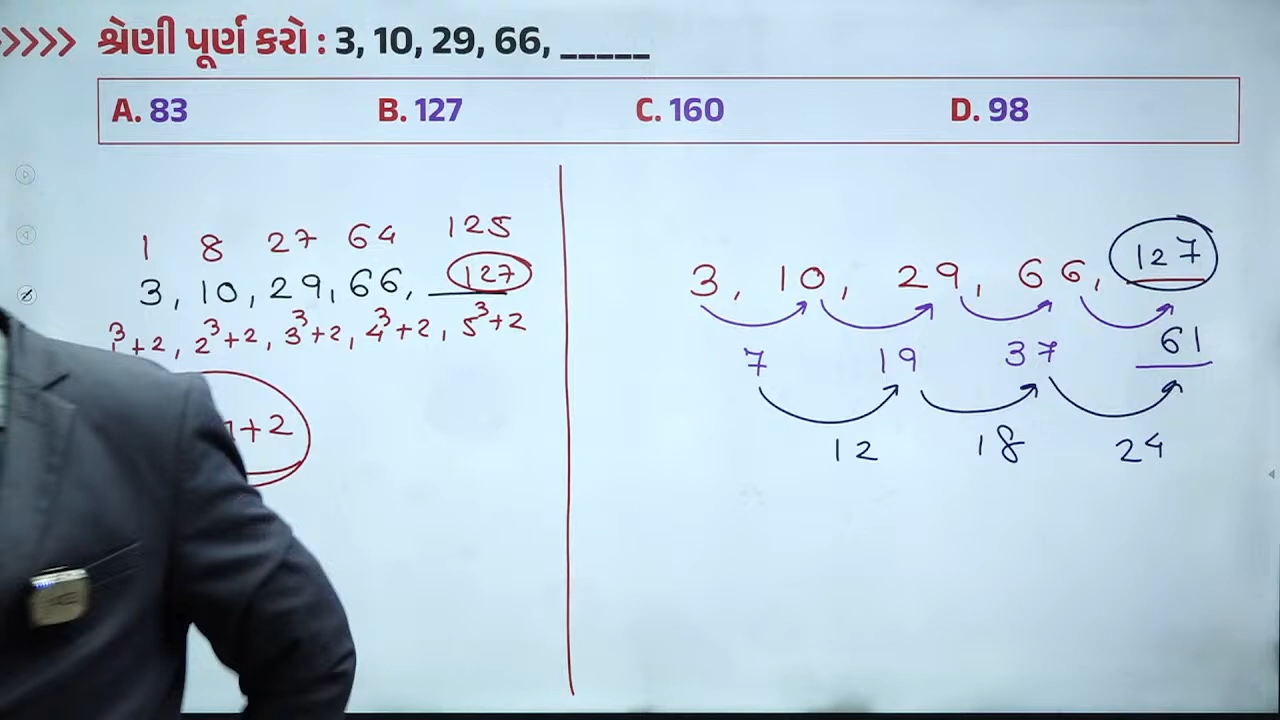 શ્રેણી પૂર્ણ કરો : 3, 10, 29, 66, _____
A. 83 B. 127 C. 160 D. 98
1 8 27 64 125
3, 10, 29, 66, 127
1³+2, 2³+2, 3³+2, 4³+2, 5³+2
+2
3, 10, 29, 66, 127
7 19 37 61
12 18 24